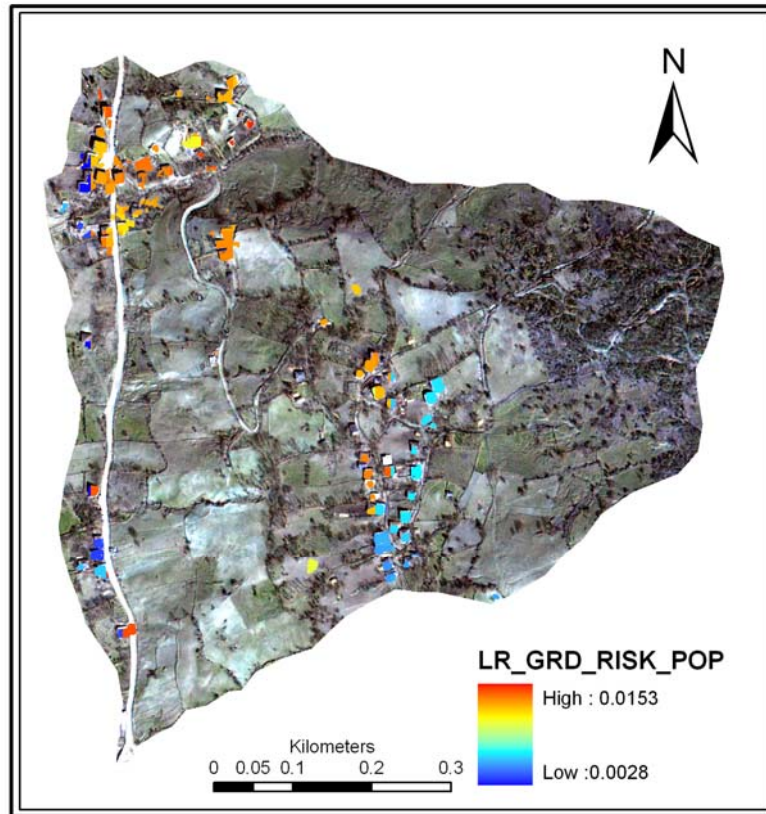 N
LR_GRD_RISK_POP
High : 0.0153
Low :0.0028
Kilometers
0 0.05 0.1 0.2 0.3